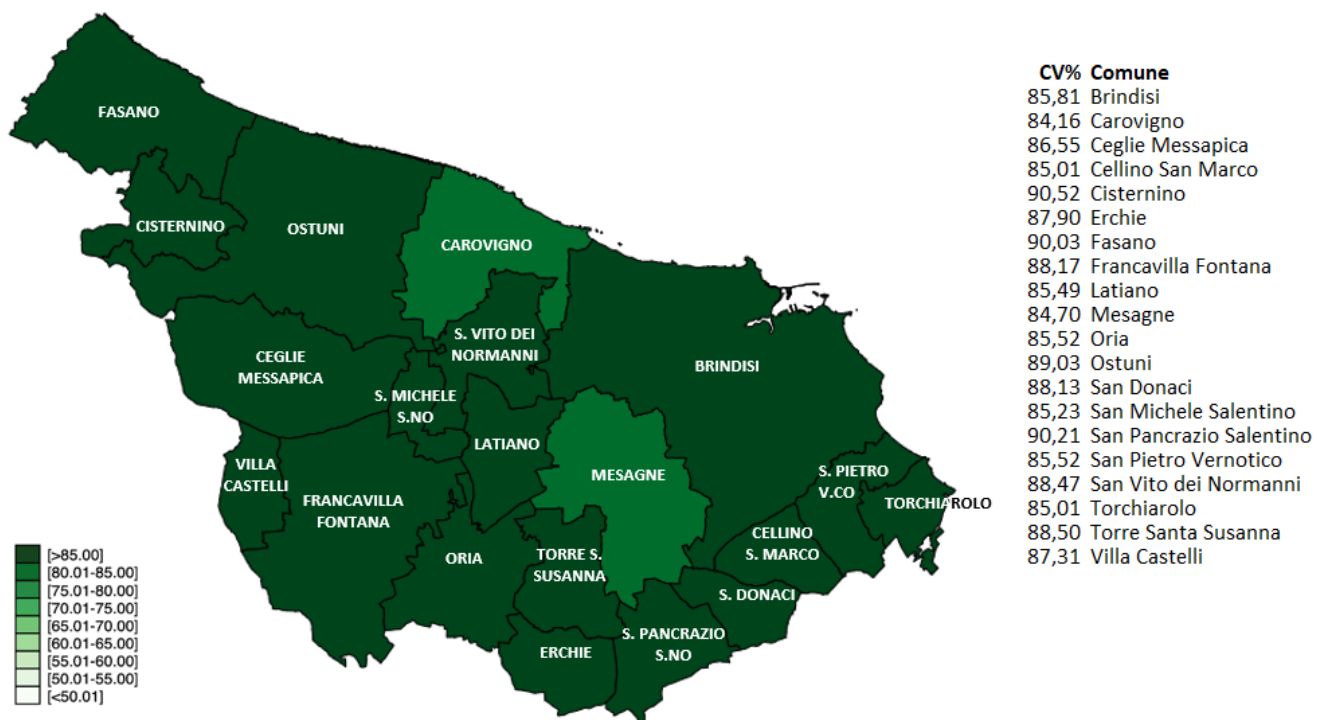 FASANO
CISTERNINO
OSTUNI
CAROVIGNO
S. VITO DEI
NORMANNI
CEGLIE
MESSAPICA
BRINDISI
S. MICHELE
S.NO
LATIANO
VILLA
CASTELLI
MESAGNE
FRANCAVILLA
FONTANA
S. PIETRO
V.CO
TORCHIAROLO
CELLINO
S. MARCO
ORIA
TORRE S.
SUSANNA
S. DONACI
S. PANCRAZIO
S.NO
ERCHIE
[>85.00]
[80.01-85.00]
[75.01-80.00]
[70.01-75.00]
[65.01-70.00]
[60.01-65.00]
[55.01-60.00]
[50.01-55.00]
[<50.01]
CV% Comune
85,81 Brindisi
84,16 Carovigno
86,55 Ceglie Messapica
85,01 Cellino San Marco
90,52 Cisternino
87,90 Erchie
90,03 Fasano
88,17 Francavilla Fontana
85,49 Latiano
84,70 Mesagne
85,52 Oria
89,03 Ostuni
88,13 San Donaci
85,23 San Michele Salentino
90,21 San Pancrazio Salentino
85,52 San Pietro Vernotico
88,47 San Vito dei Normanni
85,01 Torchiarolo
88,50 Torre Santa Susanna
87,31 Villa Castelli